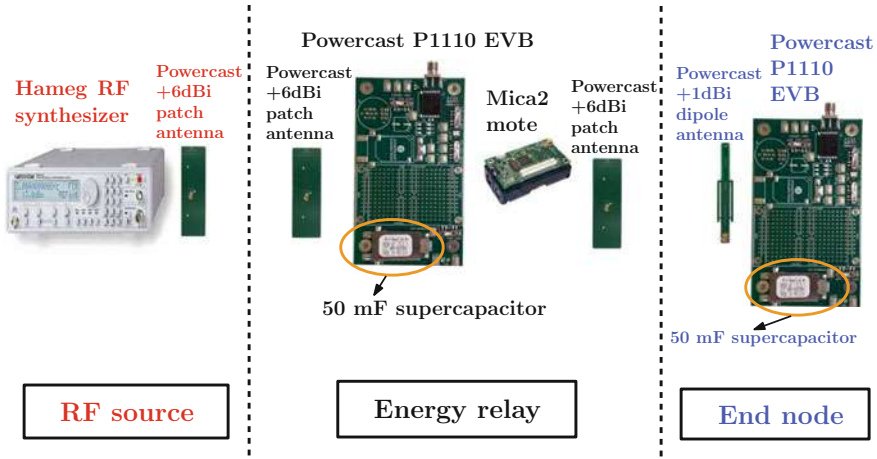 Hameg RF
synthesizer
Powercast
+6dBi
patch
antenna
RF source
Powercast P1110 EVB
Powercast
+6dBi
patch
antenna
Mica2
mote
Powercast
+6dBi
patch
antenna
50 mF supercapacitor
Energy relay
Powercast
+1dBi
dipole
antenna
Powercast
P1110
EVB
50 mF supercapacitor
End node